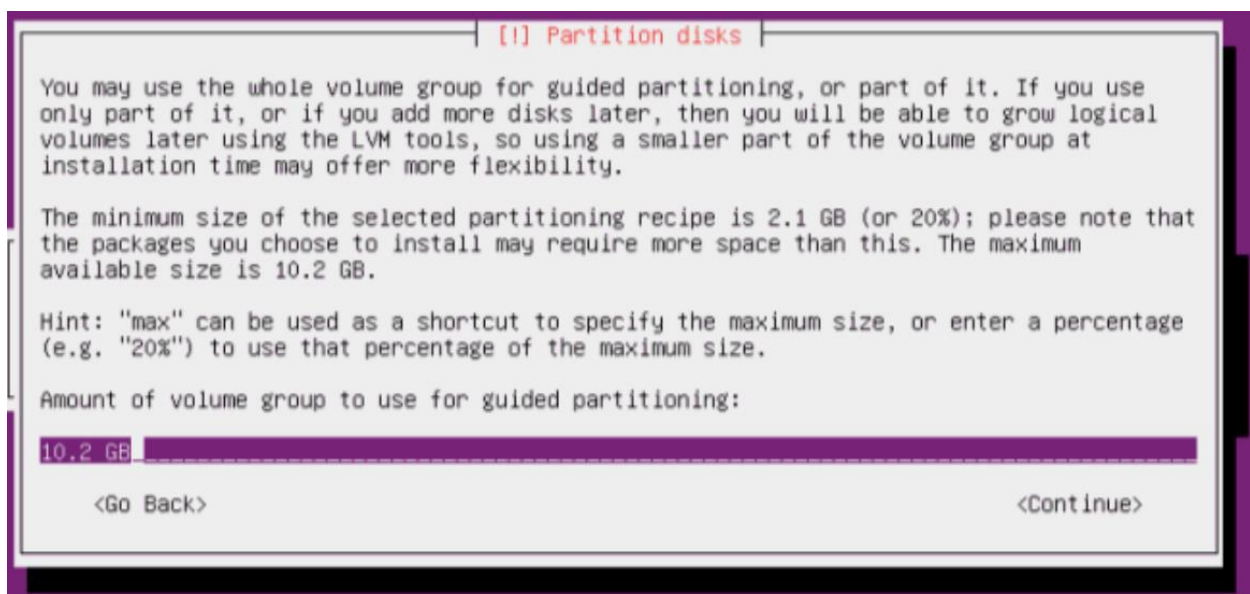 [!] Partition disks
You may use the whole volume group for guided partitioning, or part of it. If you use
only part of it, or if you add more disks later, then you will be able to grow logical
volumes later using the LVM tools, so using a smaller part of the volume group at
installation time may offer more flexibility.
The minimum size of the selected partitioning recipe is 2.1 GB (or 20%); please note that
the packages you choose to install may require more space than this. The maximum
available size is 10.2 GB.
Hint: "max" can be used as a shortcut to specify the maximum size, or enter a percentage
(e.g. "20%") to use that percentage of the maximum size.
Amount of volume group to use for guided partitioning:
10.2 GB
<Go Back> <Continue>